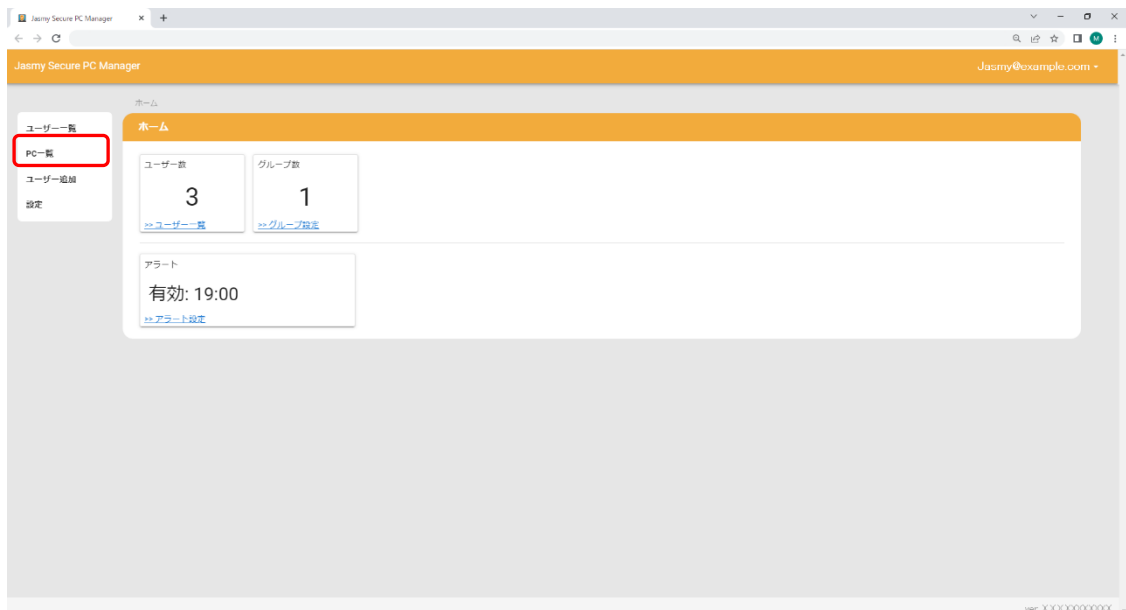 Jasmy Secure PC Manager
Jasmy Secure PC Manager
Jasmy@example.com
ホーム
ユーザー一覧
PC一覧
ユーザー追加
設定
ホーム
ユーザー数
3
>> ユーザー一覧
グループ数
1
>> グループ設定
アラート
有効: 19:00
>> アラート設定
M